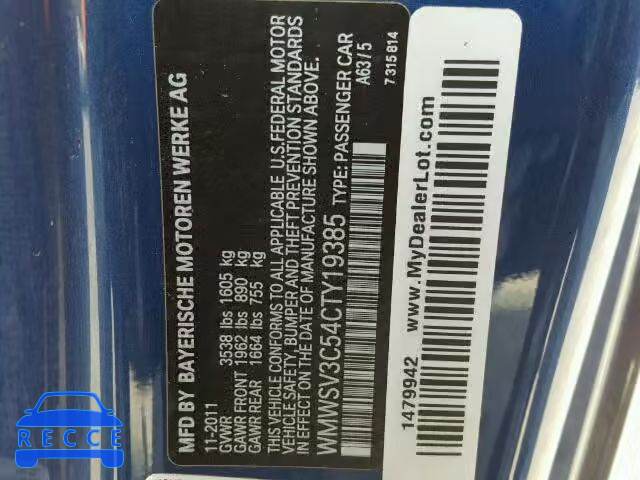 MFD BY BAYERISCHE MOTOREN WERKE AG
11-2011
GVWR 3538 lbs 1605 kg
GAWR FRONT 1962 lbs 890 kg
GAWR REAR 1664 lbs 755 kg
THIS VEHICLE CONFORMS TO ALL APPLICABLE U.S. FEDERAL MOTOR
VEHICLE SAFETY, BUMPER AND THEFT PREVENTION STANDARDS
IN EFFECT ON THE DATE OF MANUFACTURE SHOWN ABOVE.
WMWSV3C54CTY19385 TYPE: PASSENGER CAR
A63/5
7 315 814
1479942 www.MyDealerLot.com
RECCE